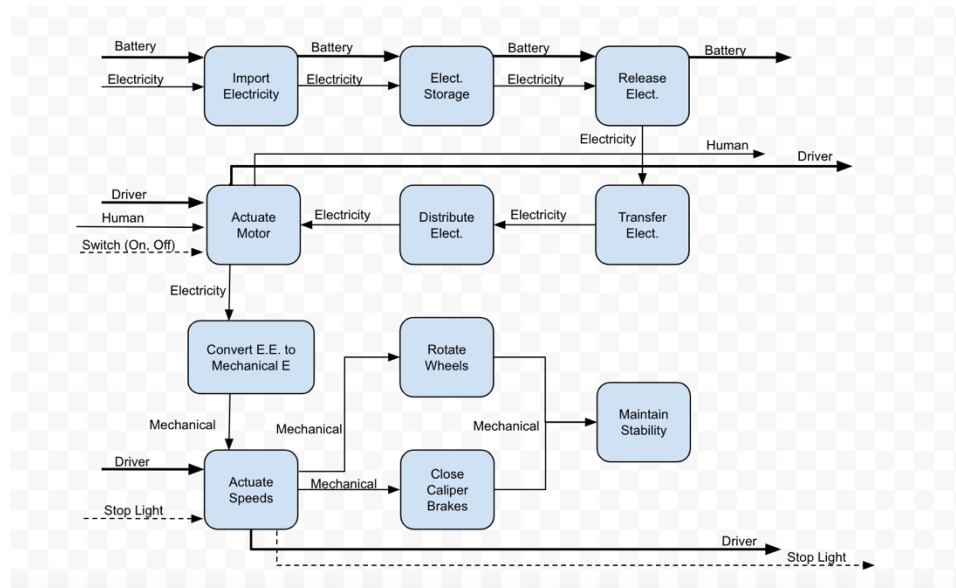 Battery
Battery
Battery
Battery
Electricity
Import
Electricity
Electricity
Elect.
Storage
Electricity
Release
Elect.
Electricity
Human
Driver
Driver
Human
Switch (On, Off)
Actuate
Motor
Electricity
Distribute
Elect.
Electricity
Transfer
Elect.
Electricity
Convert E.E. to
Mechanical E
Rotate
Wheels
Mechanical
Mechanical
Mechanical
Maintain
Stability
Driver
Stop Light
Actuate
Speeds
Mechanical
Close
Caliper
Brakes
Driver
Stop Light